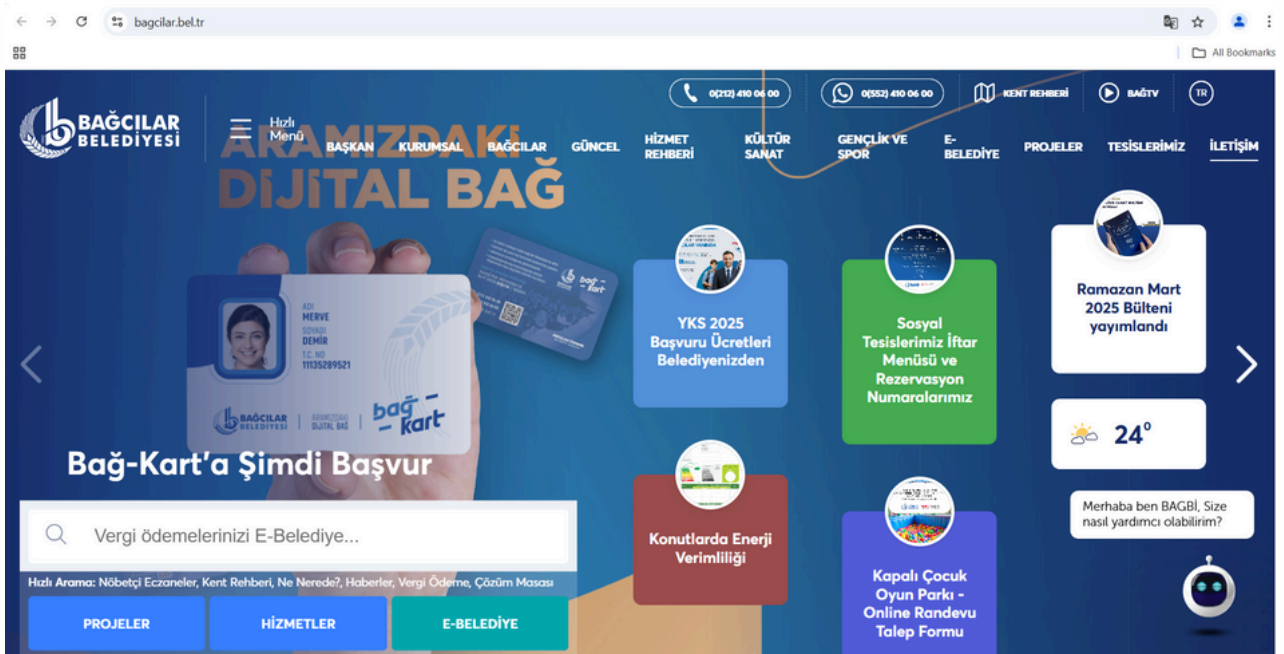 bagcilar.bel.tr
All Bookmarks
BAĞCILAR
BELEDİYESİ
Hızlı
Menü
0(212) 410 06 00
0(552) 410 06 00
KENT REHBERİ
BAĞTV
TR
BAŞKAN
KURUMSAL
BAĞCILAR
GÜNCEL
HİZMET
REHBERİ
KÜLTÜR
SANAT
GENÇLİK VE
SPOR
E-
BELEDİYE
PROJELER
TESİSLERİMİZ
İLETİŞİM
ARAMIZDAKİ
DİJİTAL BAĞ
ADI
MERVE
SOYADI
DEMİR
T.C. NO
11135289521
BAĞCILAR
BELEDİYESİ
ARAMIZDAKİ
DİJİTAL BAĞ
bağ-
-kart
bağ-
-kart
Bağ-Kart'a Şimdi Başvur
Vergi ödemelerinizi E-Belediye...
Hızlı Arama: Nöbetçi Eczaneler, Kent Rehberi, Ne Nerede?, Haberler, Vergi Ödeme, Çözüm Masası
PROJELER
HİZMETLER
E-BELEDİYE
YKS 2025
Başvuru Ücretleri
Belediyenizden
Konutlarda Enerji
Verimliliği
Sosyal
Tesislerimiz İftar
Menüsü ve
Rezervasyon
Numaralarımız
Kapalı Çocuk
Oyun Parkı -
Online Randevu
Talep Formu
Ramazan Mart
2025 Bülteni
yayımlandı
24°
Merhaba ben BAGBİ, Size
nasıl yardımcı olabilirim?